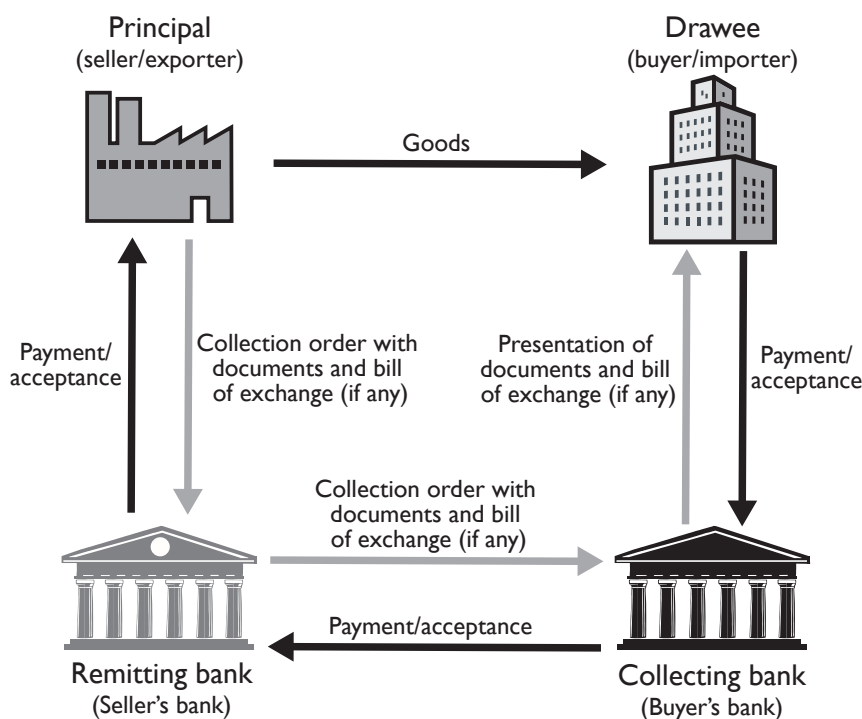 Principal
(seller/exporter)
Drawee
(buyer/importer)
Goods
Payment/
acceptance
Collection order with
documents and bill
of exchange (if any)
Presentation of
documents and bill
of exchange (if any)
Payment/
acceptance
Collection order with
documents and bill
of exchange (if any)
Payment/acceptance
Remitting bank
(Seller's bank)
Collecting bank
(Buyer's bank)